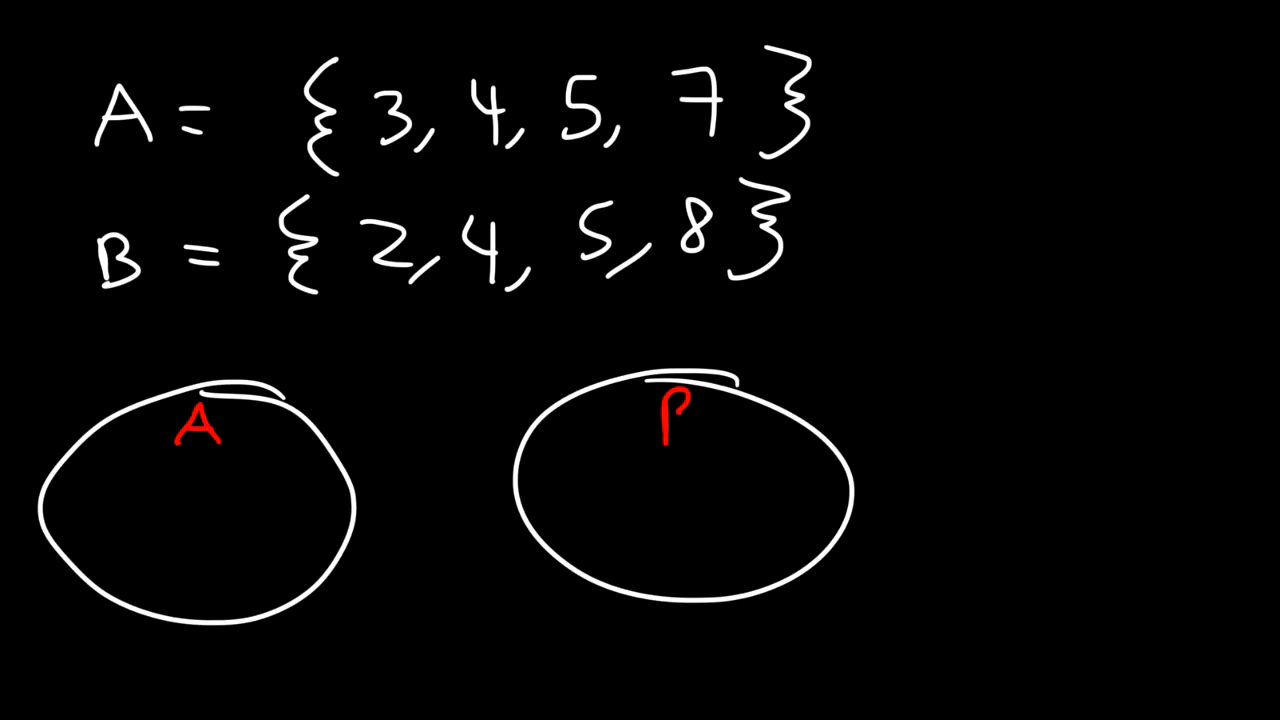 A = { 3, 4, 5, 7 }
B = { 2, 4, 5, 8 }
A P